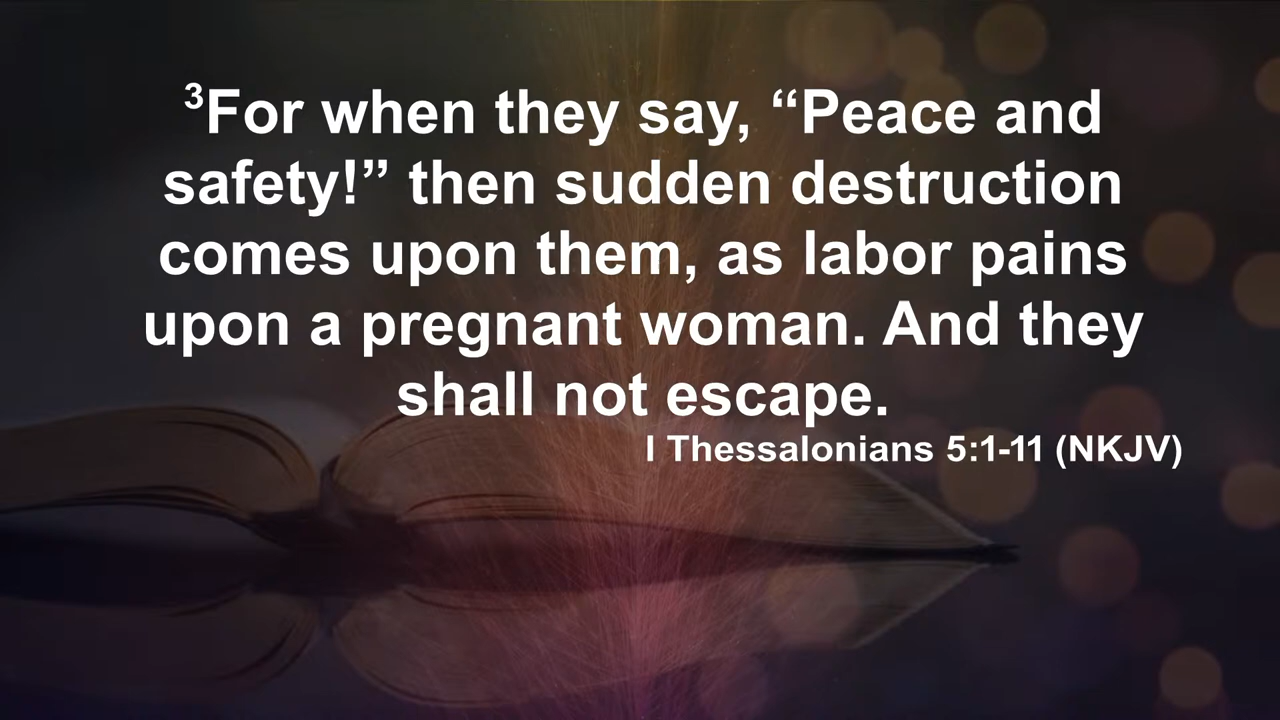 ³For when they say, “Peace and
safety!” then sudden destruction
comes upon them, as labor pains
upon a pregnant woman. And they
shall not escape.
I Thessalonians 5:1-11 (NKJV)